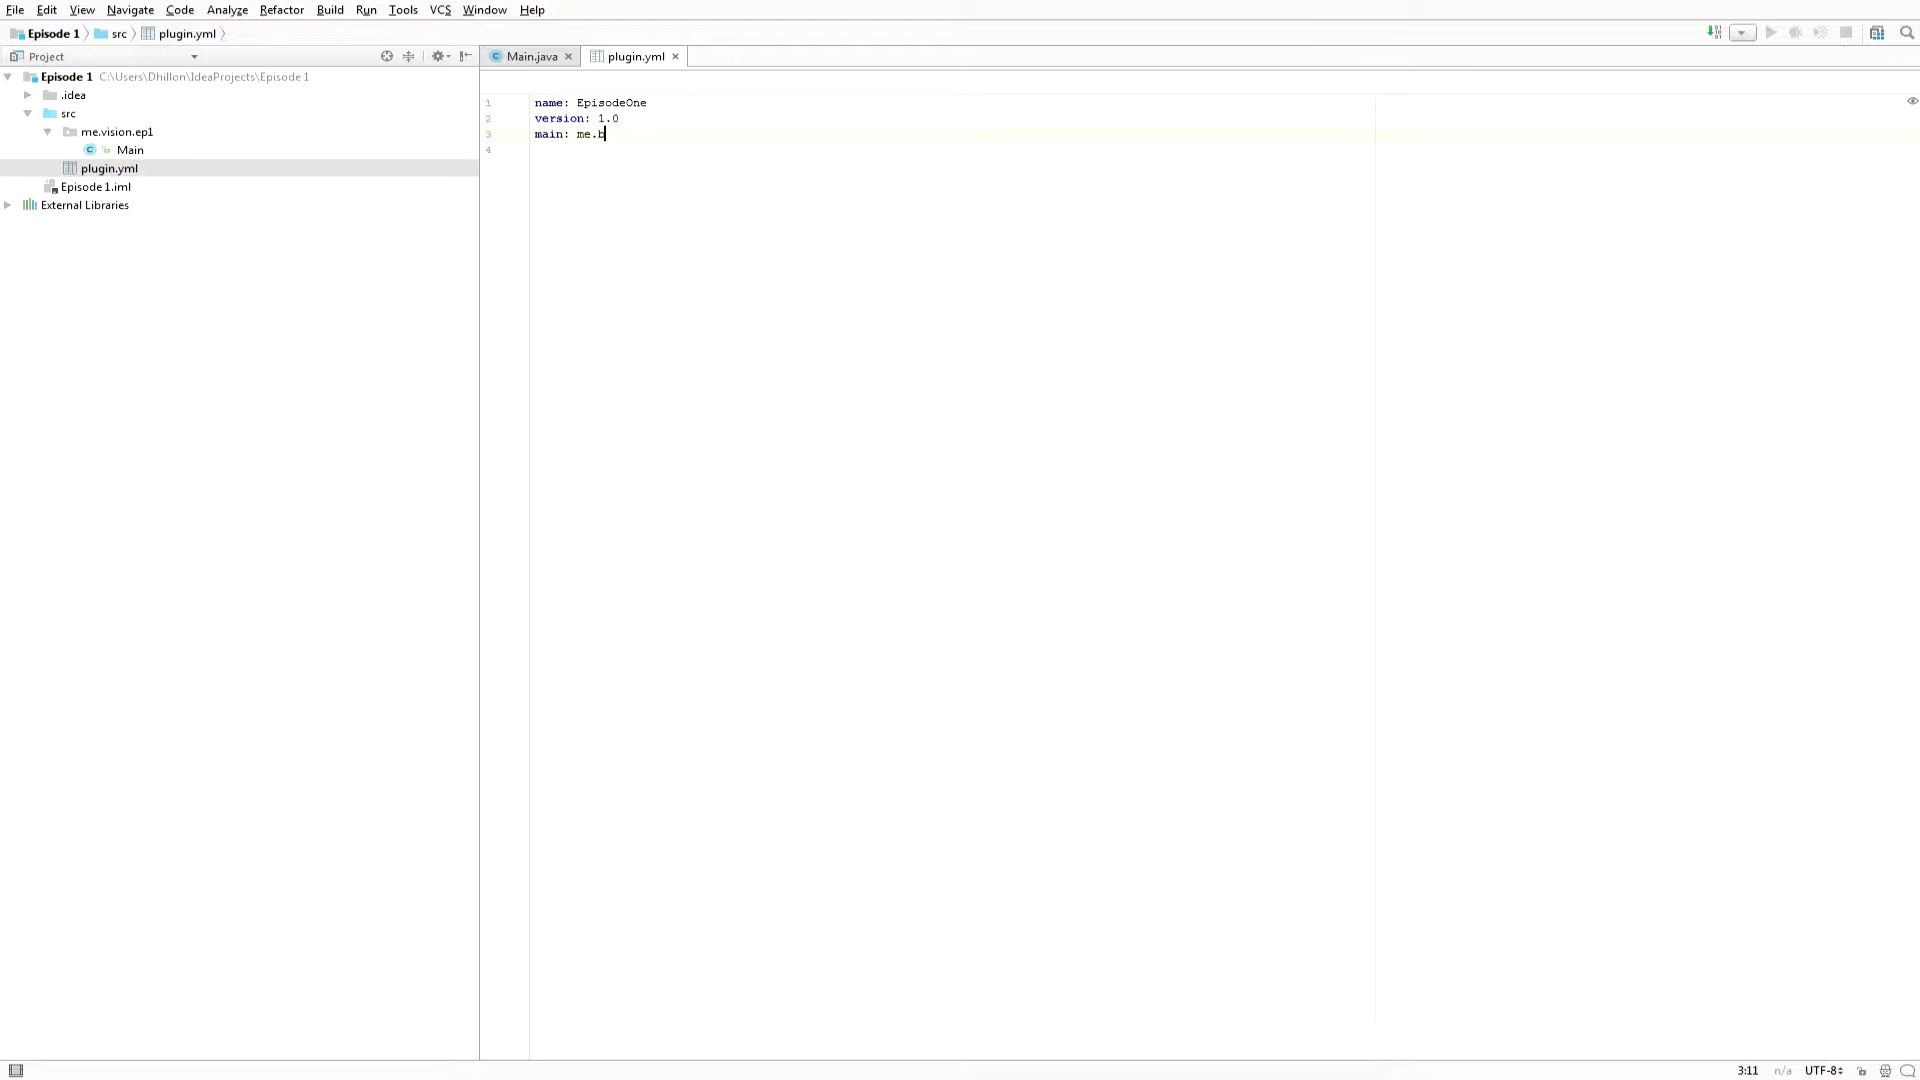 File Edit View Navigate Code Analyze Refactor Build Run Tools VCS Window Help
Episode 1 src plugin.yml
Project
Main.java plugin.yml
Episode 1 C:\Users\Dhillon\IdeaProjects\Episode 1
.idea
src
me.vision.ep1
Main
plugin.yml
Episode 1.iml
External Libraries
1 name: EpisodeOne
2 version: 1.0
3 main: me.b
4
3:11 n/a UTF-8